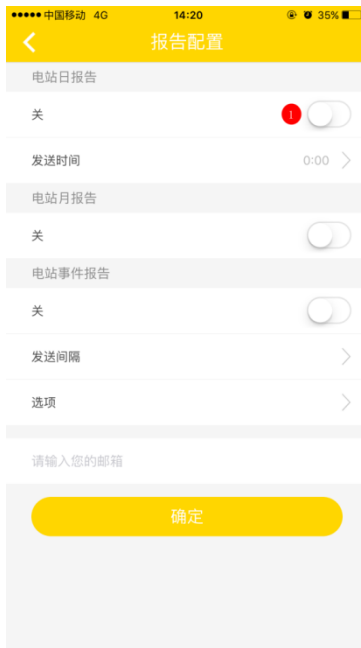 中国移动 4G 14:20 35%
报告配置
电站日报告
关 1
发送时间 0:00
电站月报告
关
电站事件报告
关
发送间隔
选项
请输入您的邮箱
确定